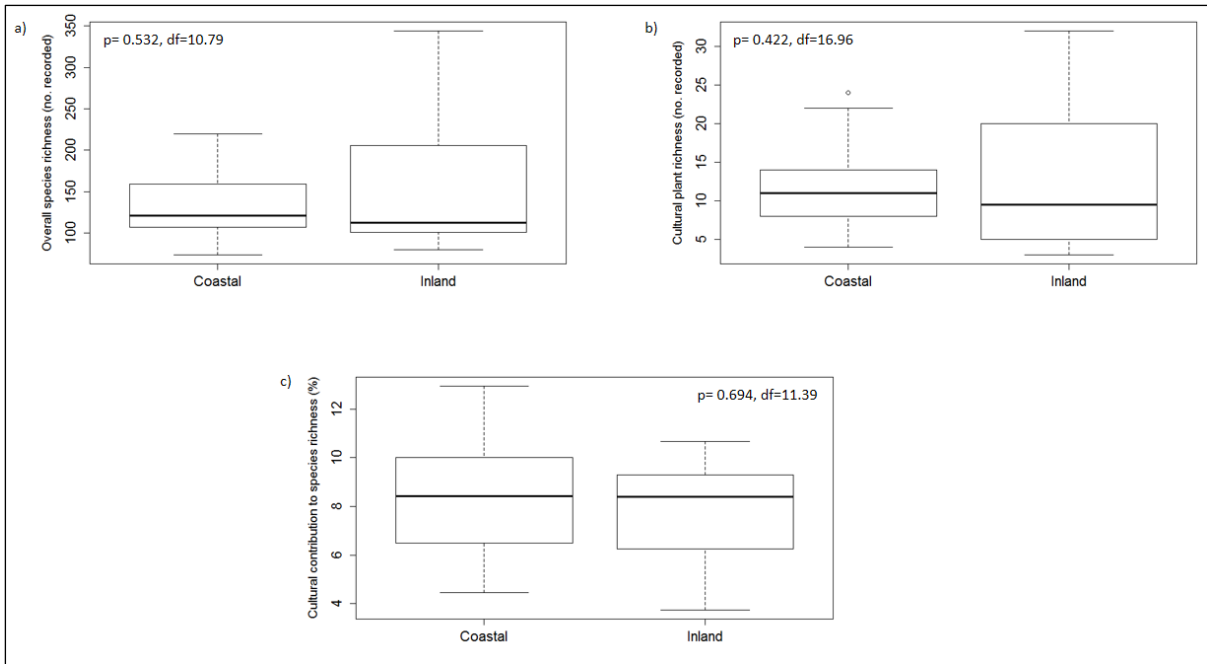 a)
p= 0.532, df=10.79
Overall species richness (no. recorded)
350
300
250
200
150
100
Coastal Inland
b)
p= 0.422, df=16.96
Cultural plant richness (no. recorded)
30
25
20
15
10
5
Coastal Inland
c)
p= 0.694, df=11.39
Cultural contribution to species richness (%)
12
10
8
6
4
Coastal Inland